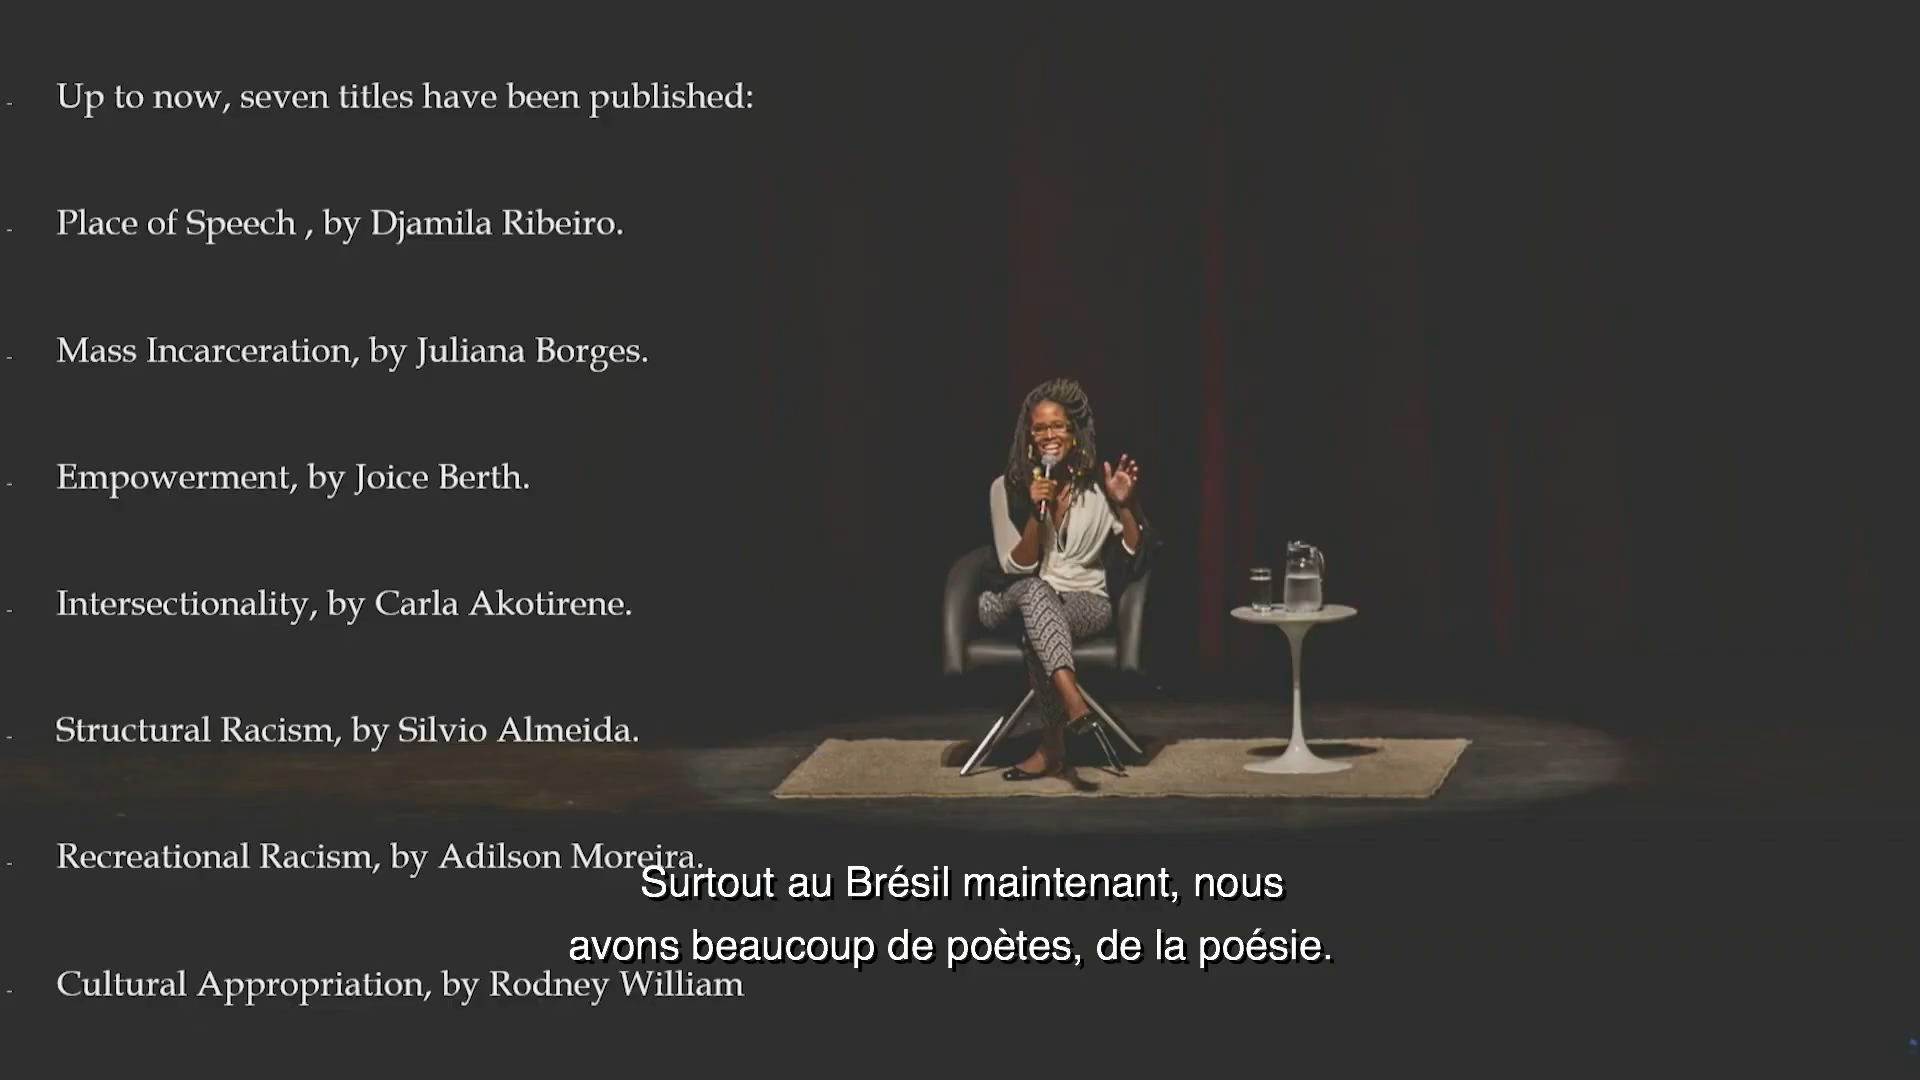 - Up to now, seven titles have been published:
- Place of Speech , by Djamila Ribeiro.
- Mass Incarceration, by Juliana Borges.
- Empowerment, by Joice Berth.
- Intersectionality, by Carla Akotirene.
- Structural Racism, by Silvio Almeida.
- Recreational Racism, by Adilson Moreira.
Surtout au Brésil maintenant, nous
avons beaucoup de poètes, de la poésie.
- Cultural Appropriation, by Rodney William